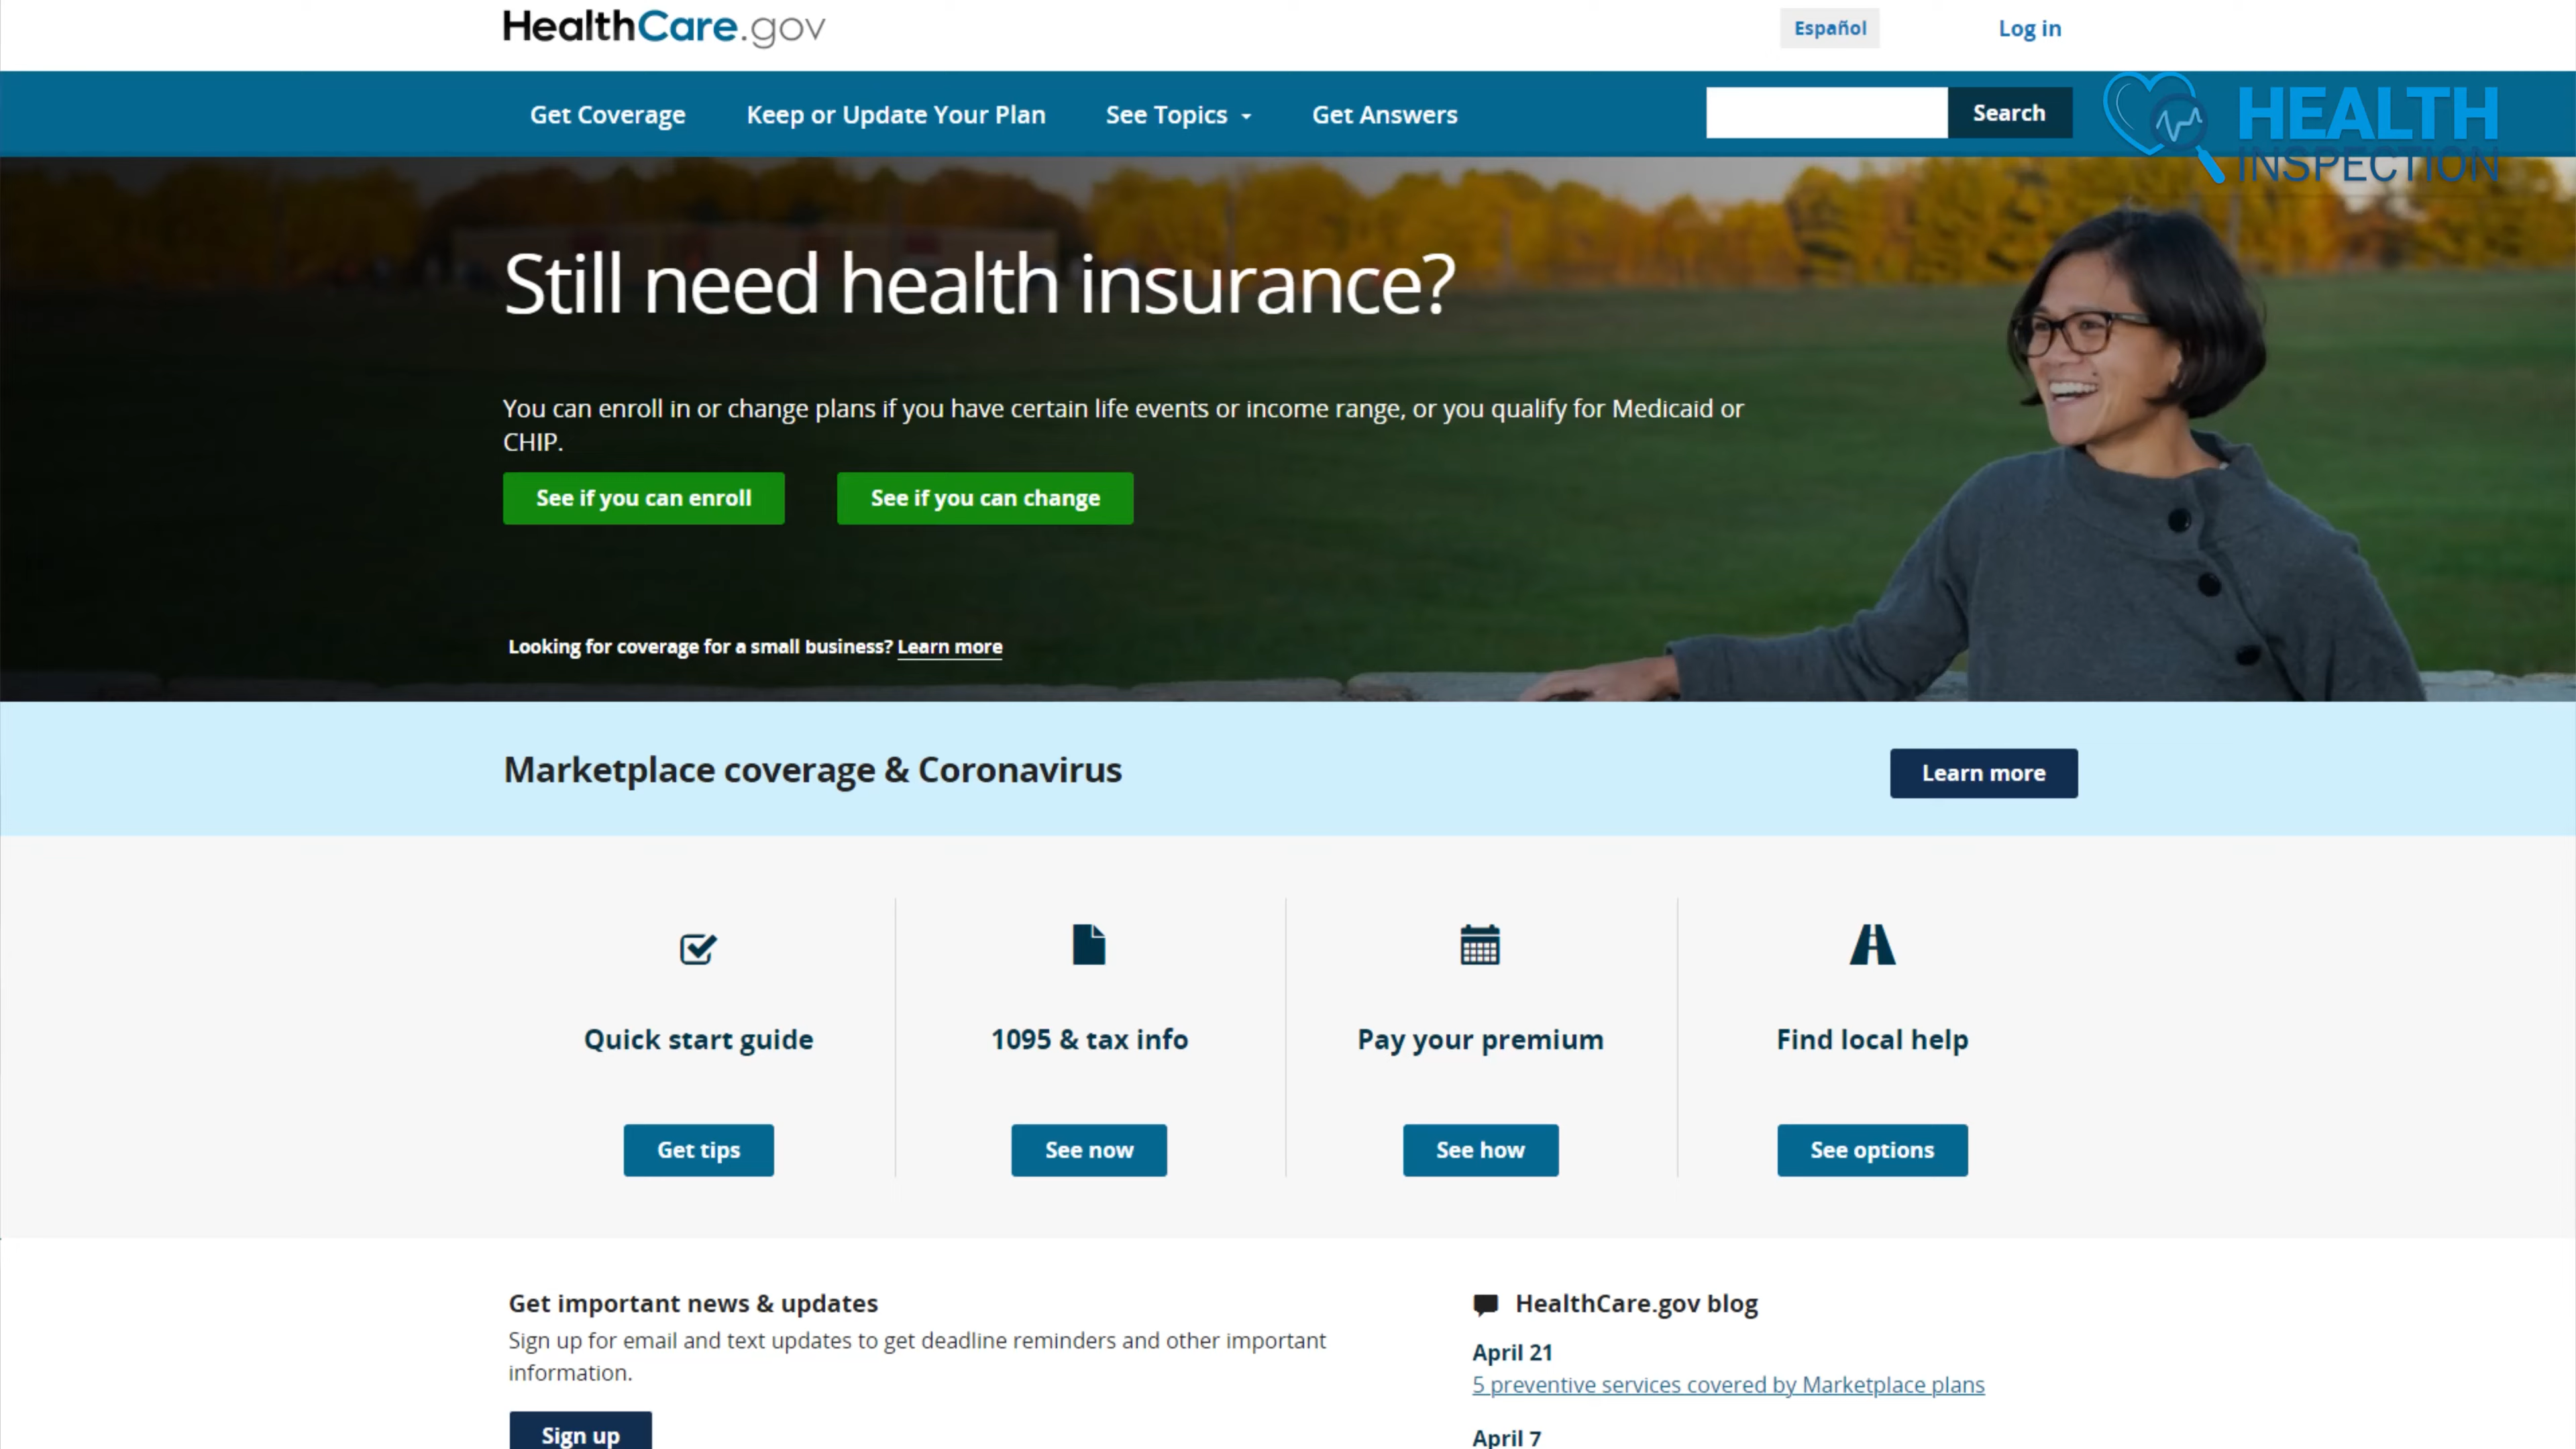 HealthCare.gov
Español
Log in
Get Coverage
Keep or Update Your Plan
See Topics
Get Answers
Search
HEALTH
INSPECTION
Still need health insurance?
You can enroll in or change plans if you have certain life events or income range, or you qualify for Medicaid or
CHIP.
See if you can enroll
See if you can change
Looking for coverage for a small business? Learn more
Marketplace coverage & Coronavirus
Learn more
Quick start guide
1095 & tax info
Pay your premium
Find local help
Get tips
See now
See how
See options
Get important news & updates
Sign up for email and text updates to get deadline reminders and other important
information.
Sign up
HealthCare.gov blog
April 21
5 preventive services covered by Marketplace plans
April 7